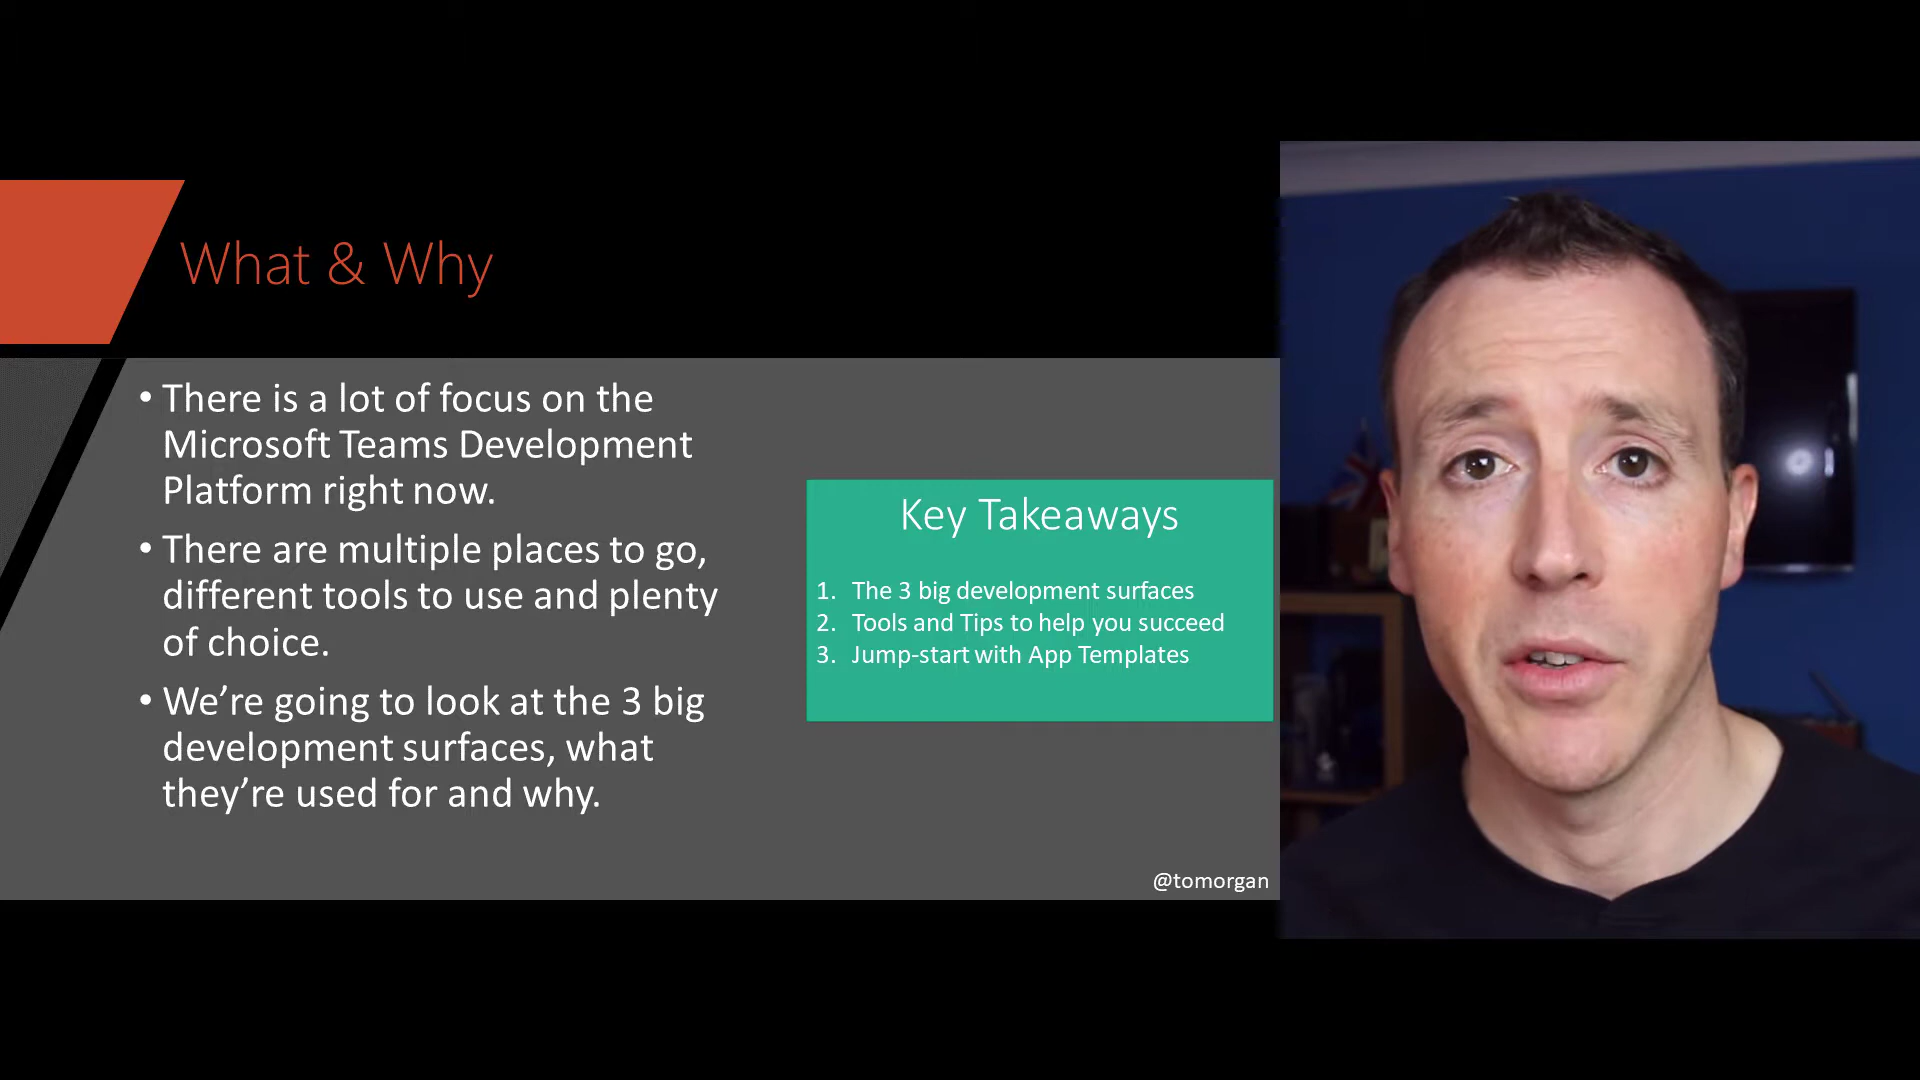 What & Why
• There is a lot of focus on the
Microsoft Teams Development
Platform right now.
• There are multiple places to go,
different tools to use and plenty
of choice.
• We’re going to look at the 3 big
development surfaces, what
they’re used for and why.
Key Takeaways
1. The 3 big development surfaces
2. Tools and Tips to help you succeed
3. Jump-start with App Templates
@tomorgan